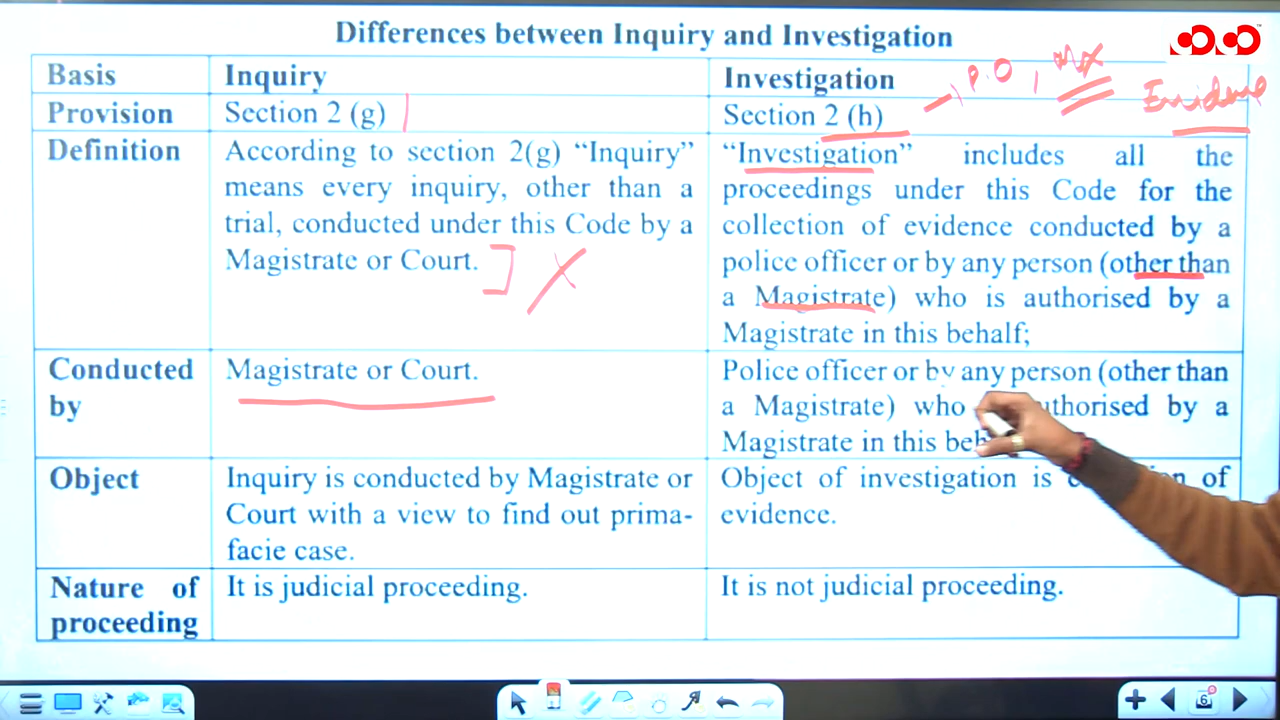 Differences between Inquiry and Investigation
Basis
Inquiry
Investigation
P.O, Mx
Evidence
Provision
Section 2 (g)
Section 2 (h)
Definition
According to section 2(g) “Inquiry”
means every inquiry, other than a
trial, conducted under this Code by a
Magistrate or Court.
“Investigation” includes all the
proceedings under this Code for the
collection of evidence conducted by a
police officer or by any person (other than
a Magistrate) who is authorised by a
Magistrate in this behalf;
Conducted
by
Magistrate or Court.
Police officer or by any person (other than
a Magistrate) who authorised by a
Magistrate in this
Object
Inquiry is conducted by Magistrate or
Court with a view to find out prima-
facie case.
Object of investigation is of
evidence.
Nature of
proceeding
It is judicial proceeding.
It is not judicial proceeding.
6